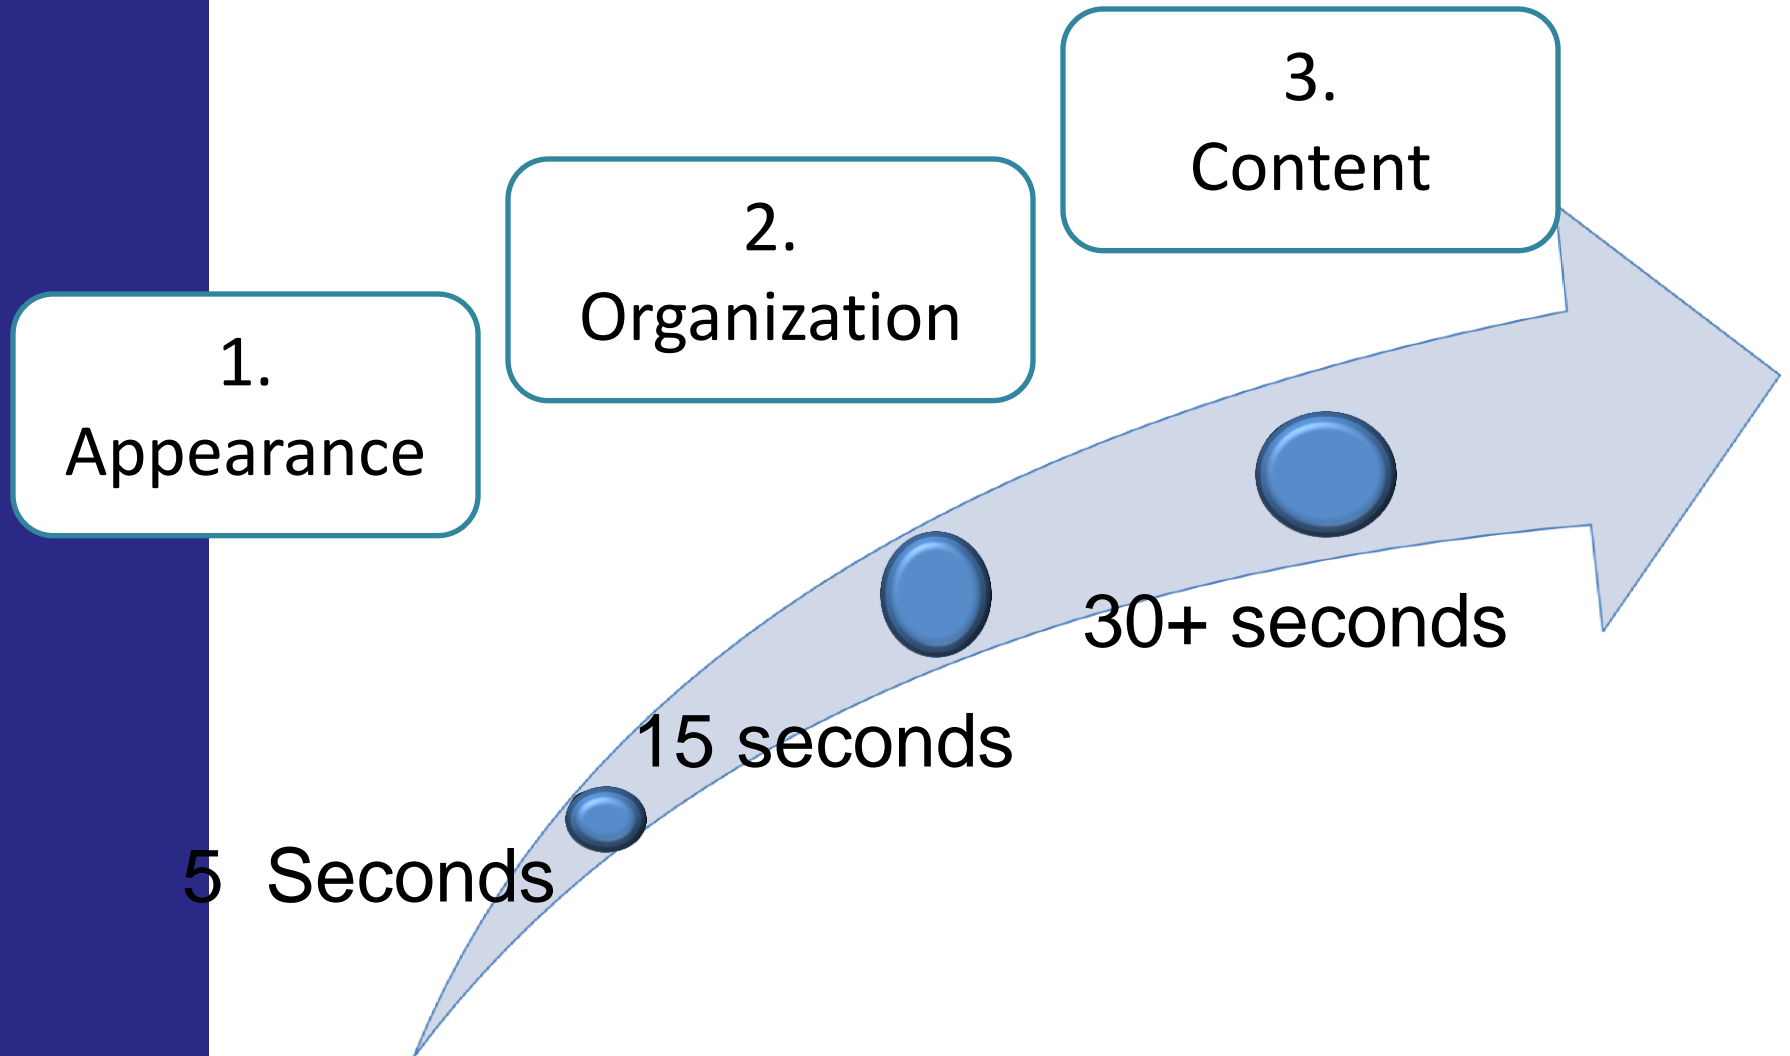 1.
Appearance
2.
Organization
3.
Content
5  Seconds
15 seconds
30+ seconds